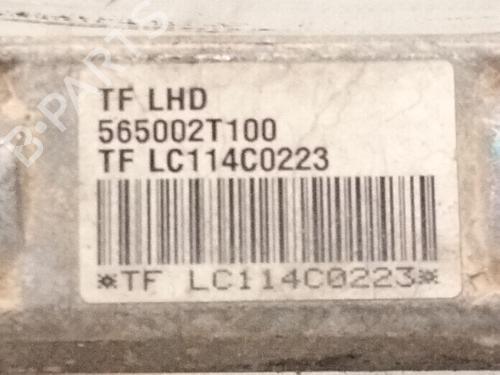 B-PARTS
TF LHD
565002T100
TF LC114C0223
*TF LC114C0223*